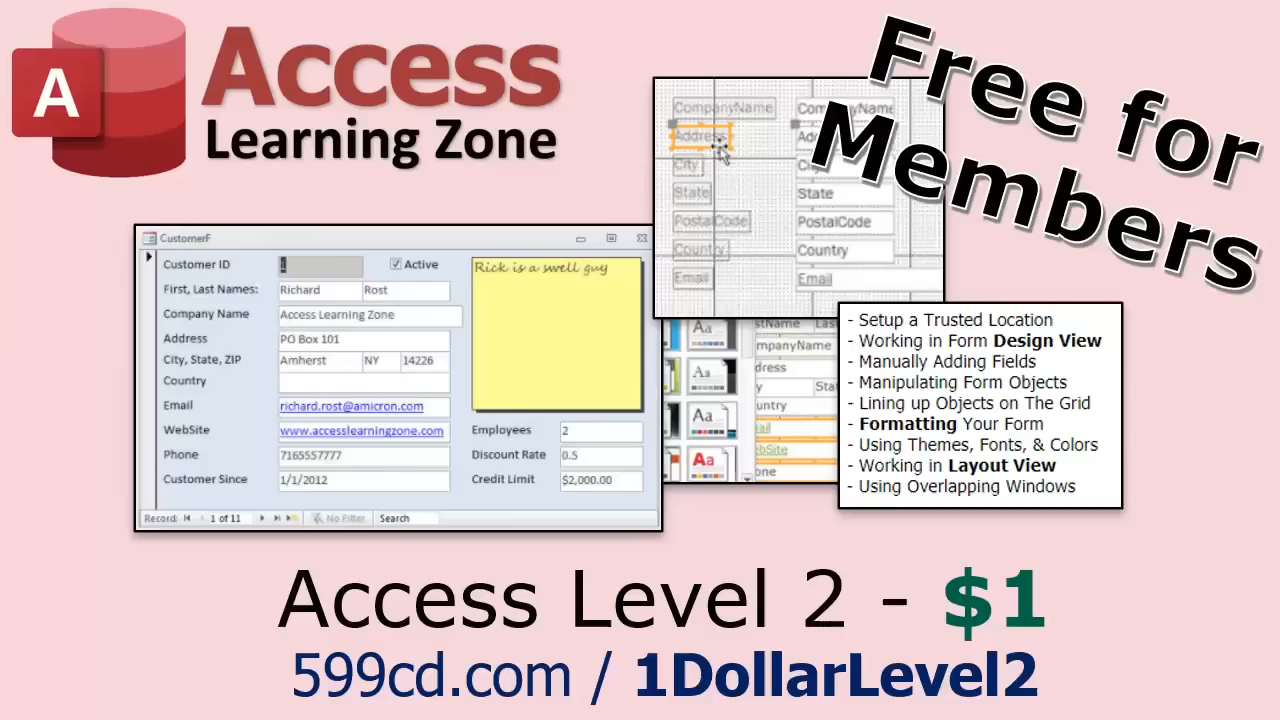 A
Access
Learning Zone
Free for
Members
CompanyName CompanyName
Address
City
State State
PostalCode PostalCode
Country Country
Email Email
CustomerF
Customer ID Active
First, Last Names: Richard Rost
Company Name Access Learning Zone
Address PO Box 101
City, State, ZIP Amherst NY 14226
Country
Email richard.rost@amicron.com
WebSite www.accesslearningzone.com
Phone 7165557777
Customer Since 1/1/2012
Rick is a swell guy
Employees 2
Discount Rate 0.5
Credit Limit $2,000.00
Record: 1 of 11 No Filter Search
Aa
Aa
Aa
Aa
- Setup a Trusted Location
- Working in Form Design View
- Manually Adding Fields
- Manipulating Form Objects
- Lining up Objects on The Grid
- Formatting Your Form
- Using Themes, Fonts, & Colors
- Working in Layout View
- Using Overlapping Windows
Access Level 2 - $1
599cd.com / 1DollarLevel2